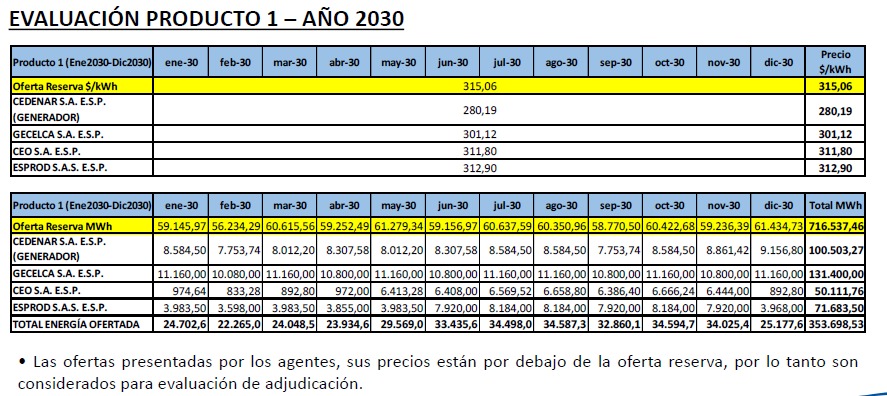 EVALUACIÓN PRODUCTO 1 – AÑO 2030
Producto 1 (Ene2030-Dic2030) ene-30 feb-30 mar-30 abr-30 may-30 jun-30 jul-30 ago-30 sep-30 oct-30 nov-30 dic-30 Precio $/kWh
Oferta Reserva $/kWh 315,06 315,06
CEDENAR S.A. E.S.P. (GENERADOR) 280,19 280,19
GECELCA S.A. E.S.P. 301,12 301,12
CEO S.A. E.S.P. 311,80 311,80
ESPROD S.A.S. E.S.P. 312,90 312,90
Producto 1 (Ene2030-Dic2030) ene-30 feb-30 mar-30 abr-30 may-30 jun-30 jul-30 ago-30 sep-30 oct-30 nov-30 dic-30 Total MWh
Oferta Reserva MWh 59.145,97 56.234,29 60.615,56 59.252,49 61.279,34 59.156,97 60.637,59 60.350,96 58.770,50 60.422,68 59.236,39 61.434,73 716.537,46
CEDENAR S.A. E.S.P. (GENERADOR) 8.584,50 7.753,74 8.012,20 8.307,58 8.012,20 8.307,58 8.584,50 8.584,50 7.753,74 8.584,50 8.861,42 9.156,80 100.503,27
GECELCA S.A. E.S.P. 11.160,00 10.080,00 11.160,00 10.800,00 11.160,00 10.800,00 11.160,00 11.160,00 10.800,00 11.160,00 10.800,00 11.160,00 131.400,00
CEO S.A. E.S.P. 974,64 833,28 892,80 972,00 6.413,28 6.408,00 6.569,52 6.658,80 6.386,40 6.666,24 6.444,00 892,80 50.111,76
ESPROD S.A.S. E.S.P. 3.983,50 3.598,00 3.983,50 3.855,00 3.983,50 7.920,00 8.184,00 8.184,00 7.920,00 8.184,00 7.920,00 3.968,00 71.683,50
TOTAL ENERGÍA OFERTADA 24.702,6 22.265,0 24.048,5 23.934,6 29.569,0 33.435,6 34.498,0 34.587,3 32.860,1 34.594,7 34.025,4 25.177,6 353.698,53
• Las ofertas presentadas por los agentes, sus precios están por debajo de la oferta reserva, por lo tanto son
considerados para evaluación de adjudicación.